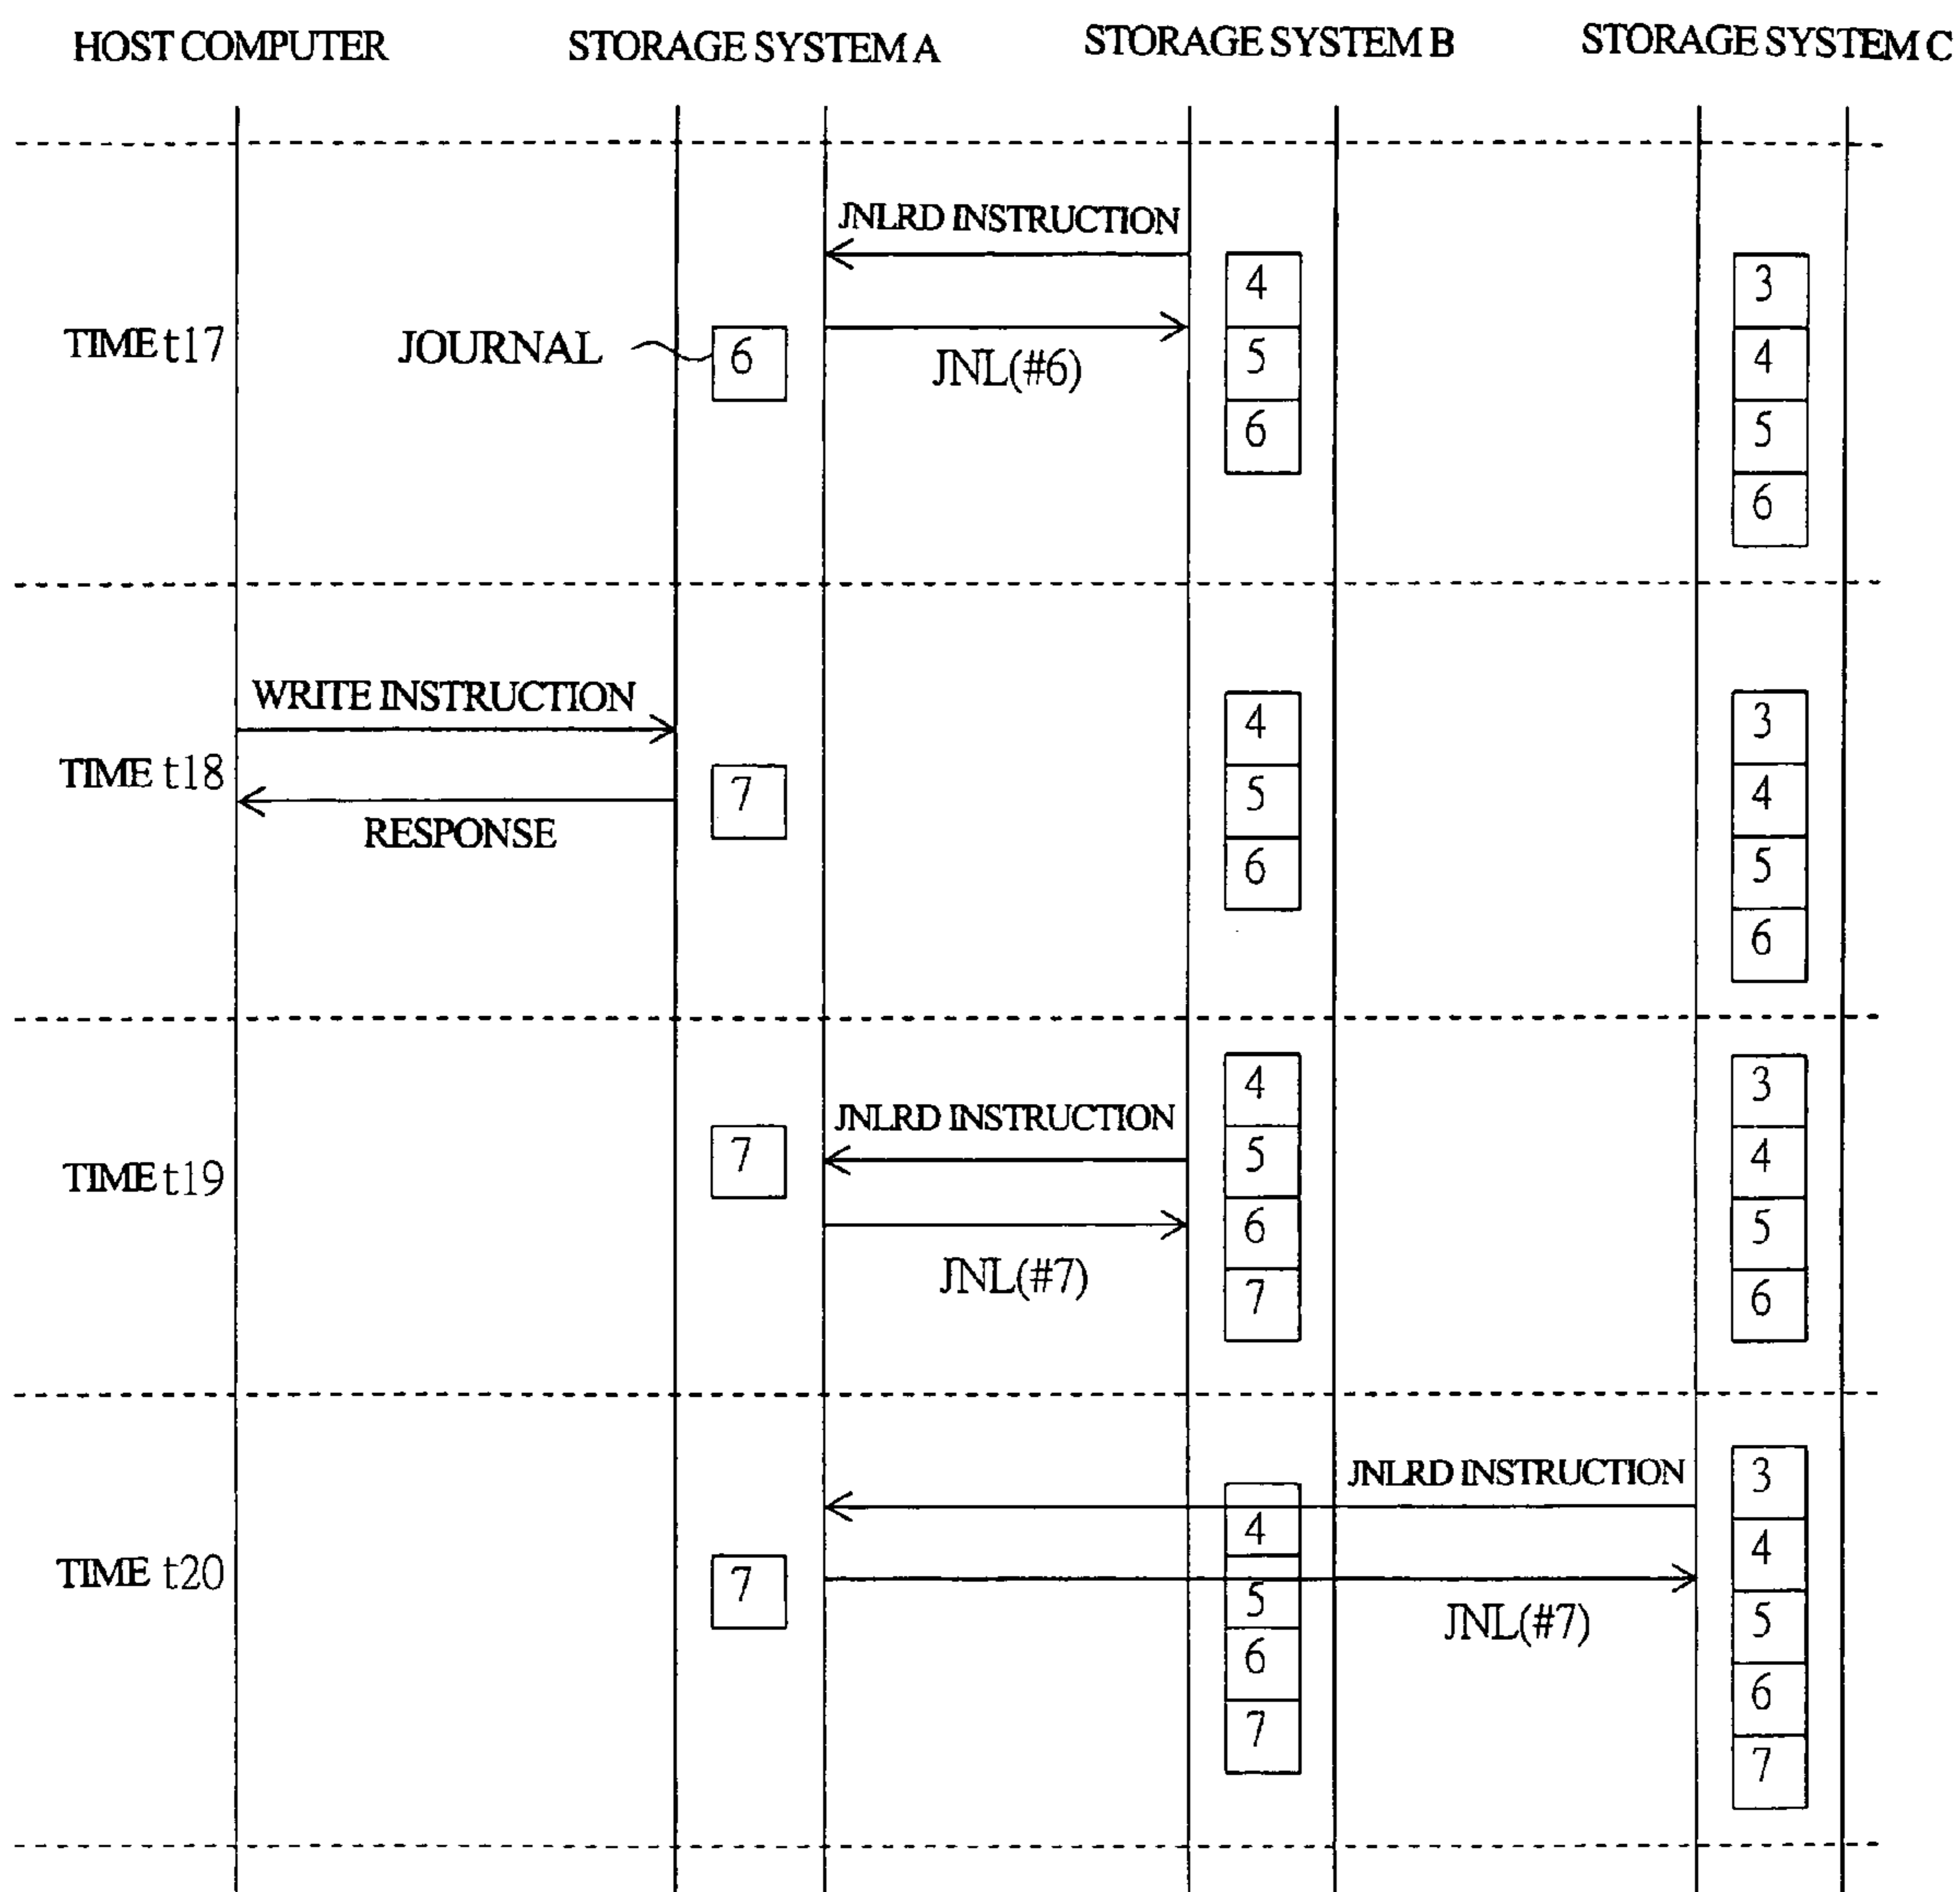 HOST COMPUTER STORAGE SYSTEM A STORAGE SYSTEM B STORAGE SYSTEM C
JNLRD INSTRUCTION
4 3
TIME t17 JOURNAL 6 JNL(#6) 5 4
6 5
6
WRITE INSTRUCTION
4 3
TIME t18 7 5 4
RESPONSE
6 5
6
4 3
JNLRD INSTRUCTION
TIME t19 7 5 4
6 5
JNL(#7) 7 6
JNLRD INSTRUCTION 3
4 4
TIME t20 7 5 JNL(#7) 5
6 6
7 7